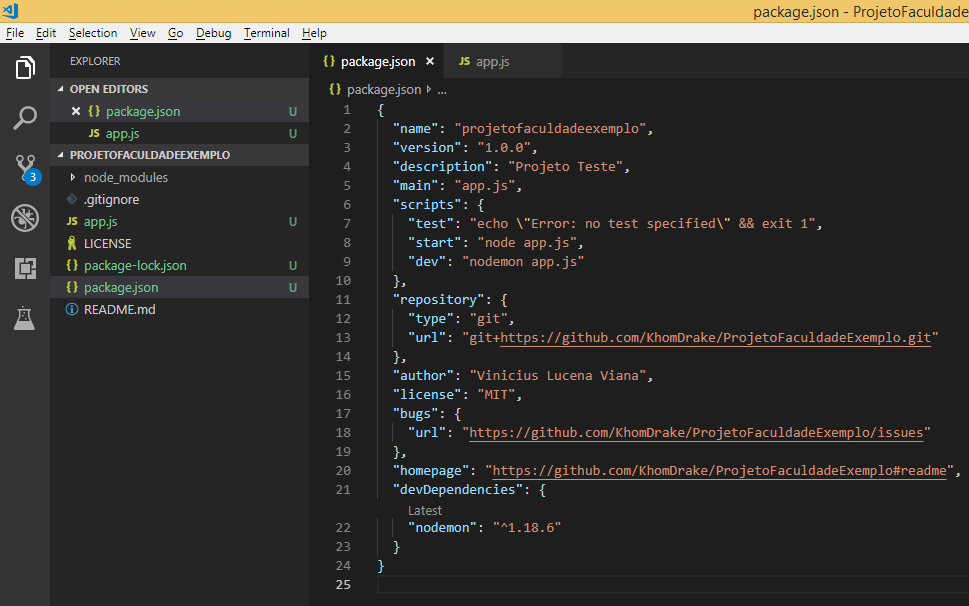 package.json - ProjetoFaculdade
File Edit Selection View Go Debug Terminal Help
EXPLORER
OPEN EDITORS
{} package.json U
JS app.js U
PROJETOFACULDADEEXEMPLO
node_modules
.gitignore
JS app.js U
LICENSE
{} package-lock.json U
{} package.json U
README.md
3
{} package.json × JS app.js
{} package.json ▸ ...
1 {
2 "name": "projetofaculdadeexemplo",
3 "version": "1.0.0",
4 "description": "Projeto Teste",
5 "main": "app.js",
6 "scripts": {
7 "test": "echo \"Error: no test specified\" && exit 1",
8 "start": "node app.js",
9 "dev": "nodemon app.js"
10 },
11 "repository": {
12 "type": "git",
13 "url": "git+https://github.com/KhomDrake/ProjetoFaculdadeExemplo.git"
14 },
15 "author": "Vinicius Lucena Viana",
16 "license": "MIT",
17 "bugs": {
18 "url": "https://github.com/KhomDrake/ProjetoFaculdadeExemplo/issues"
19 },
20 "homepage": "https://github.com/KhomDrake/ProjetoFaculdadeExemplo#readme",
21 "devDependencies": {
Latest
22 "nodemon": "^1.18.6"
23 }
24 }
25